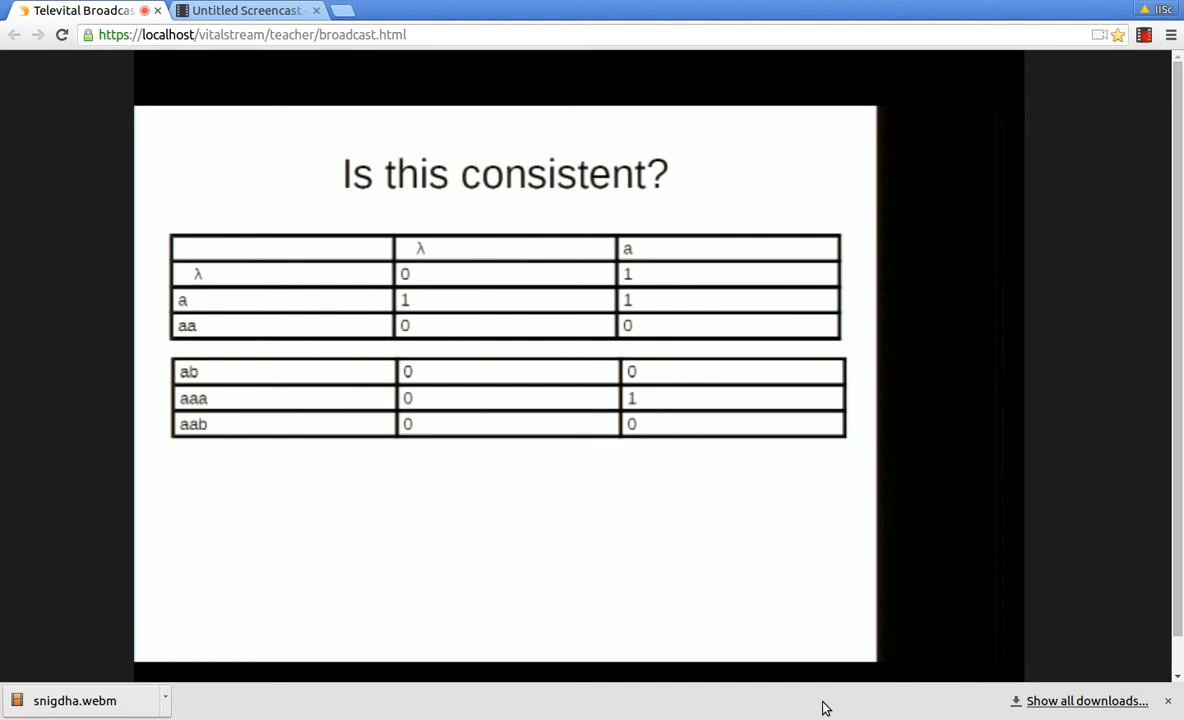 Televital Broadcas
Untitled Screencast
IISc
https://localhost/vitalstream/teacher/broadcast.html
Is this consistent?
λ a
λ 0 1
a 1 1
aa 0 0
ab 0 0
aaa 0 1
aab 0 0
snigdha.webm
Show all downloads...